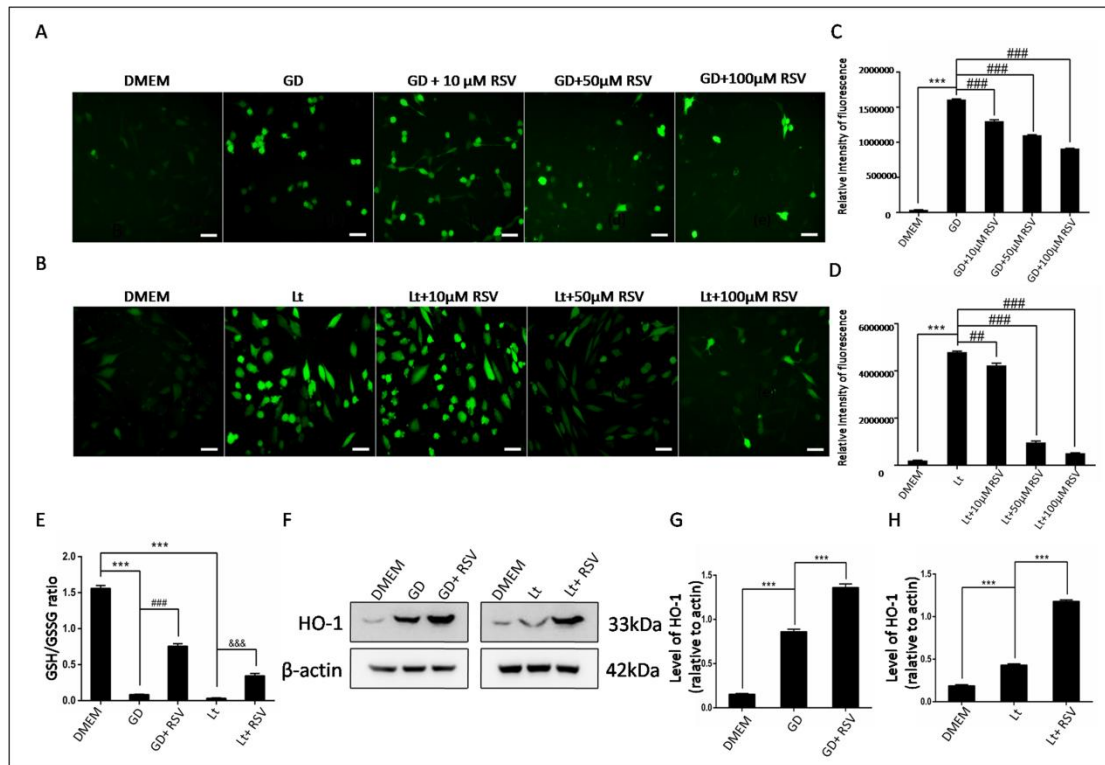 A
DMEM
GD
GD + 10 µM RSV
GD+50µM RSV
GD+100µM RSV
B
DMEM
Lt
Lt+10µM RSV
Lt+50µM RSV
Lt+100µM RSV
C
###
###
***
###
Relative Intensity of fluorescence
2000000
1500000
1000000
500000
0
DMEM
GD
GD+10µM RSV
GD+50µM RSV
GD+100µM RSV
D
###
###
***
##
Relative Intensity of fluorescence
6000000
4000000
2000000
0
DMEM
Lt
Lt+10µM RSV
Lt+50µM RSV
Lt+100µM RSV
E
***
***
###
&&&
GSH/GSSG ratio
2.0
1.5
1.0
0.5
0.0
DMEM
GD
GD+ RSV
Lt
Lt+ RSV
F
DMEM
GD
GD+ RSV
DMEM
Lt
Lt+ RSV
HO-1
33kDa
β-actin
42kDa
G
***
***
Level of HO-1
(ralative to actin)
1.5
1.0
0.5
0.0
DMEM
GD
GD+ RSV
H
***
***
Level of HO-1
(ralative to actin)
1.5
1.0
0.5
0.0
DMEM
Lt
Lt+ RSV